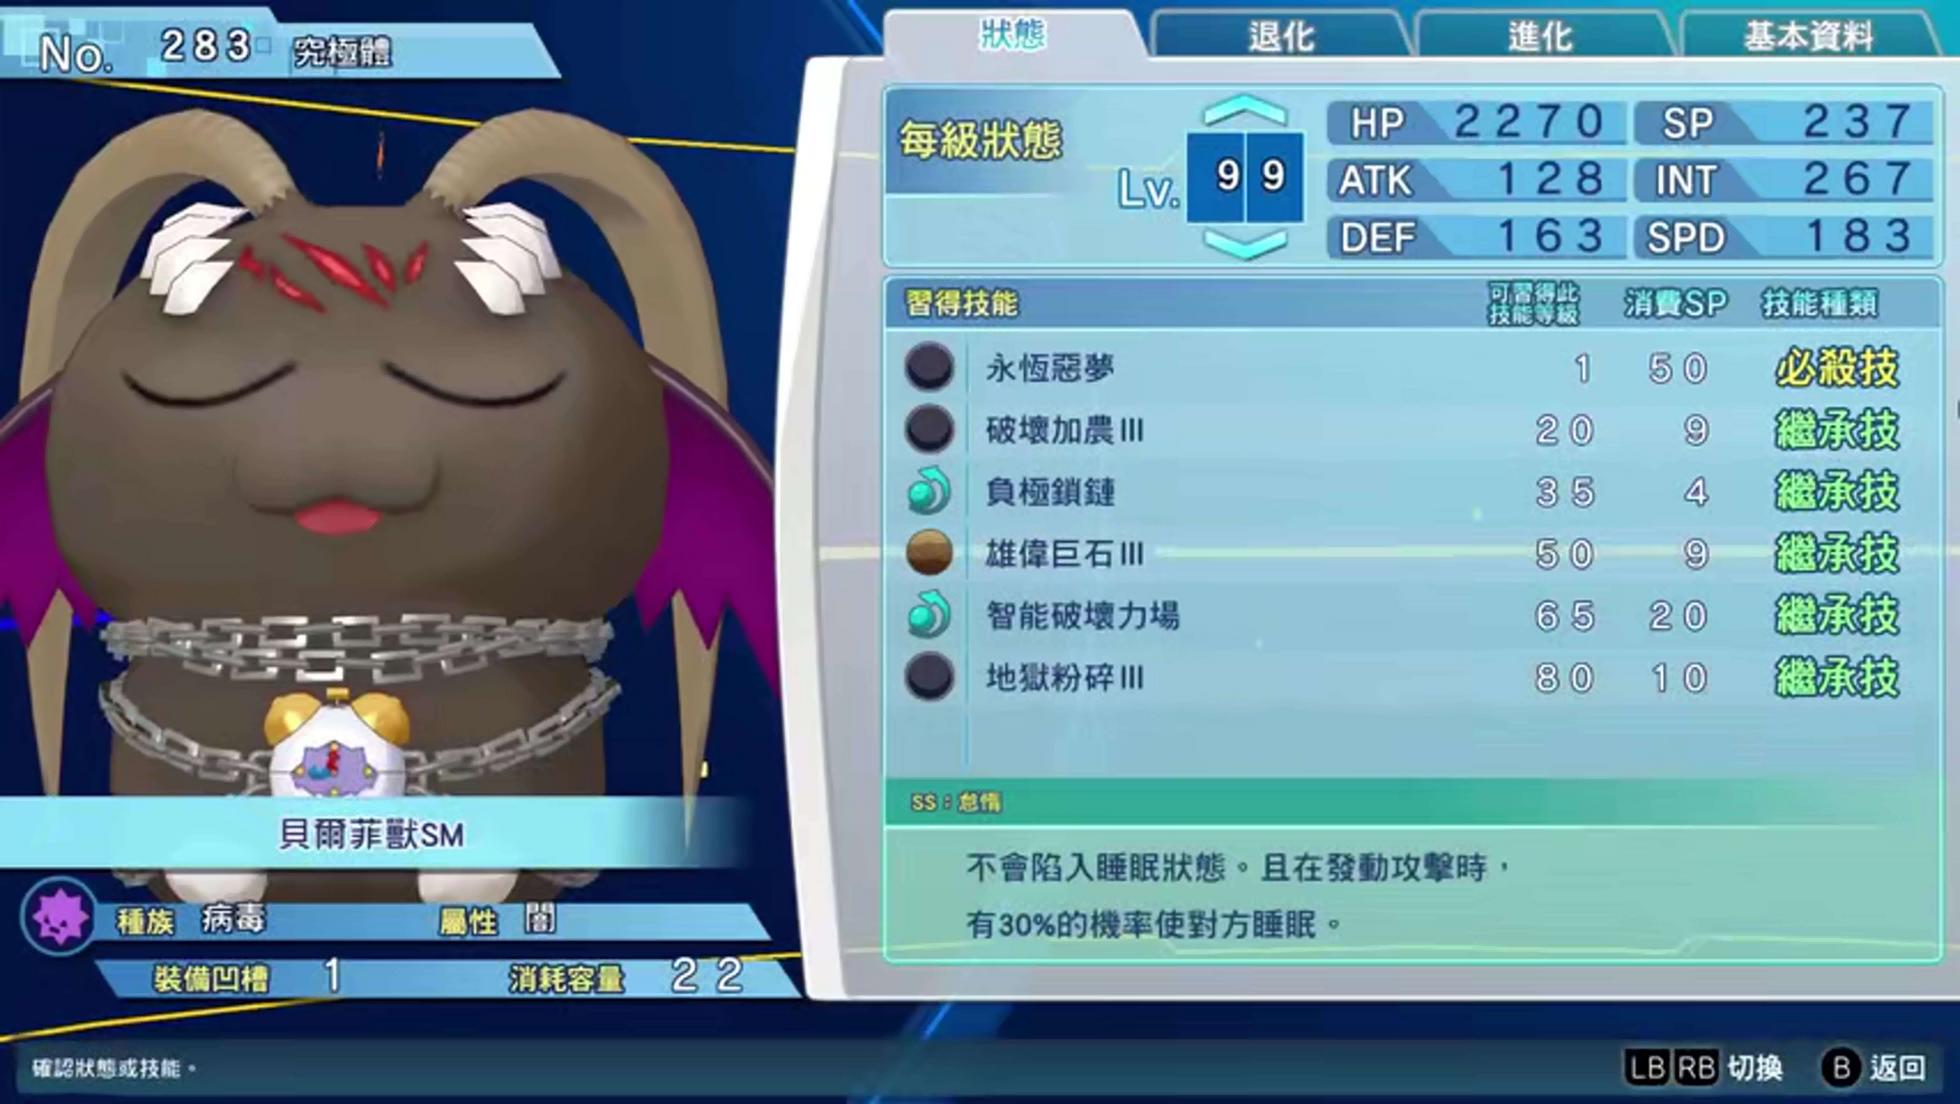 No. 283 究極體
狀態 退化 進化 基本資料
每級狀態
Lv. 99
HP 2270 SP 237
ATK 128 INT 267
DEF 163 SPD 183
習得技能 可習得此技能等級 消費SP 技能種類
永恆惡夢 1 50 必殺技
破壞加農III 20 9 繼承技
負極鎖鏈 35 4 繼承技
雄偉巨石III 50 9 繼承技
智能破壞力場 65 20 繼承技
地獄粉碎III 80 10 繼承技
SS:怠惰
不會陷入睡眠狀態。且在發動攻擊時,
有30%的機率使對方睡眠。
貝爾菲獸SM
種族 病毒 屬性 闇
裝備凹槽 1 消耗容量 22
確認狀態或技能。
LB RB 切換 B 返回